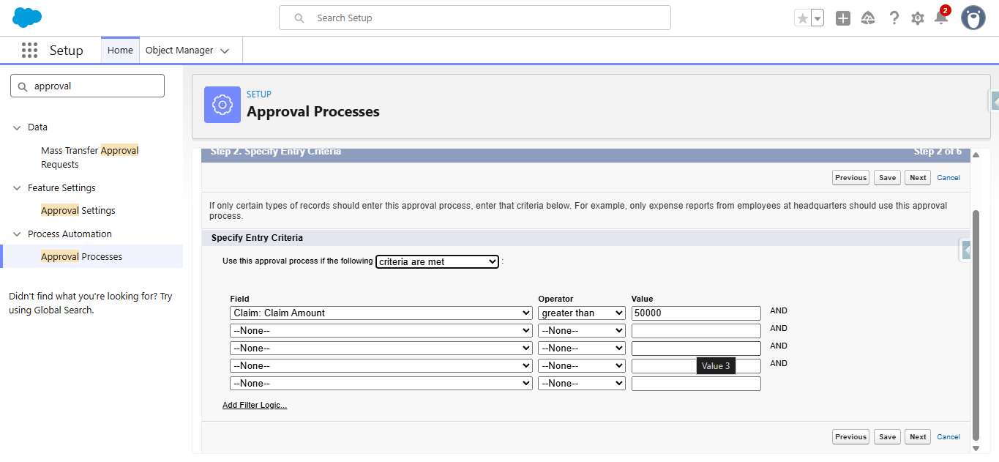 Search Setup
2
Setup
Home
Object Manager
approval
Data
Mass Transfer Approval
Requests
Feature Settings
Approval Settings
Process Automation
Approval Processes
Didn't find what you're looking for? Try
using Global Search.
SETUP
Approval Processes
Step 2. Specify Entry Criteria
Step 2 of 6
Previous
Save
Next
Cancel
If only certain types of records should enter this approval process, enter that criteria below. For example, only expense reports from employees at headquarters should use this approval
process.
Specify Entry Criteria
Use this approval process if the following criteria are met :
Field Operator Value
Claim: Claim Amount greater than 50000 AND
--None-- --None-- AND
--None-- --None-- AND
--None-- --None-- AND
Value 3
--None-- --None--
Add Filter Logic...
Previous
Save
Next
Cancel